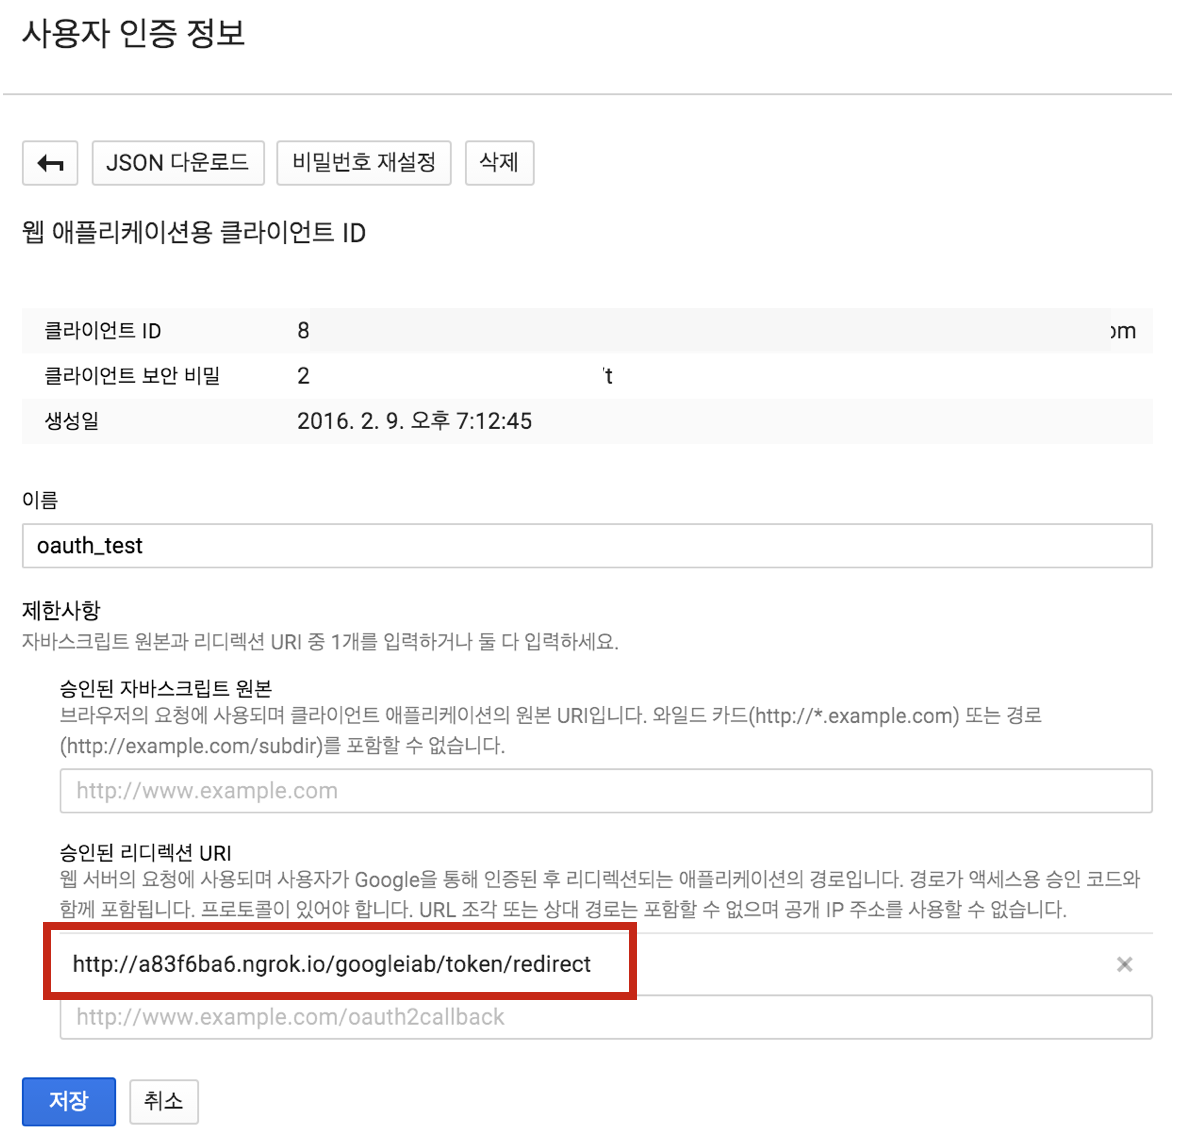 사용자 인증 정보
JSON 다운로드 비밀번호 재설정 삭제
웹 애플리케이션용 클라이언트 ID
클라이언트 ID 8 om
클라이언트 보안 비밀 2 t
생성일 2016. 2. 9. 오후 7:12:45
이름
oauth_test
제한사항
자바스크립트 원본과 리디렉션 URI 중 1개를 입력하거나 둘 다 입력하세요.
승인된 자바스크립트 원본
브라우저의 요청에 사용되며 클라이언트 애플리케이션의 원본 URI입니다. 와일드 카드(http://*.example.com) 또는 경로
(http://example.com/subdir)를 포함할 수 없습니다.
http://www.example.com
승인된 리디렉션 URI
웹 서버의 요청에 사용되며 사용자가 Google을 통해 인증된 후 리디렉션되는 애플리케이션의 경로입니다. 경로가 액세스용 승인 코드와
함께 포함됩니다. 프로토콜이 있어야 합니다. URL 조각 또는 상대 경로는 포함할 수 없으며 공개 IP 주소를 사용할 수 없습니다.
http://a83f6ba6.ngrok.io/googleiab/token/redirect
http://www.example.com/oauth2callback
저장 취소